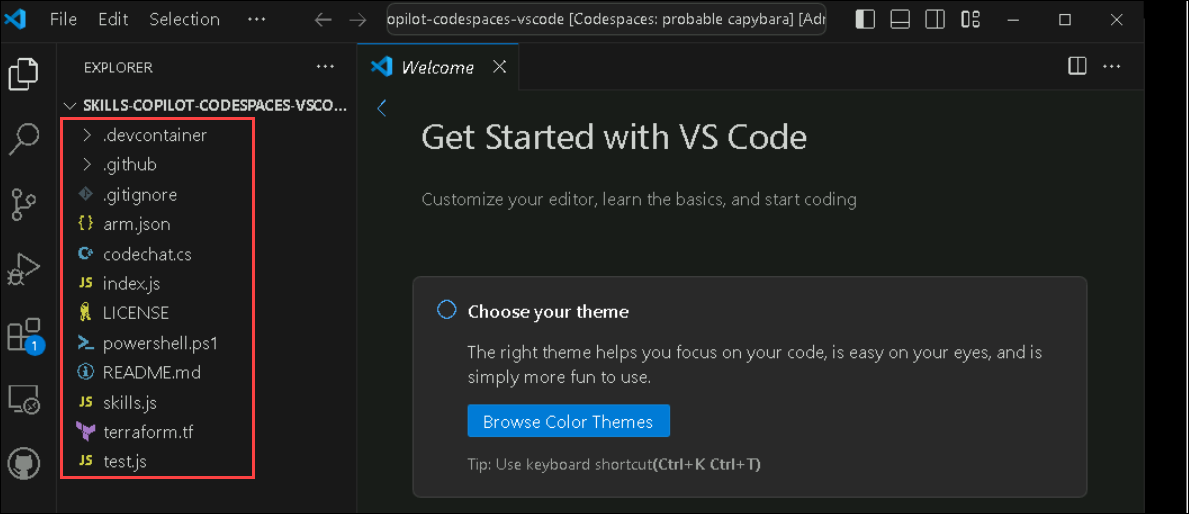 File Edit Selection ··· opilot-codespaces-vscode [Codespaces: probable capybara] [Adr
EXPLORER ···
Welcome
SKILLS-COPILOT-CODESPACES-VSCO...
.devcontainer
.github
.gitignore
{} arm.json
C# codechat.cs
JS index.js
LICENSE
powershell.ps1
README.md
JS skills.js
terraform.tf
JS test.js
1
Get Started with VS Code
Customize your editor, learn the basics, and start coding
Choose your theme
The right theme helps you focus on your code, is easy on your eyes, and is
simply more fun to use.
Browse Color Themes
Tip: Use keyboard shortcut(Ctrl+K Ctrl+T)